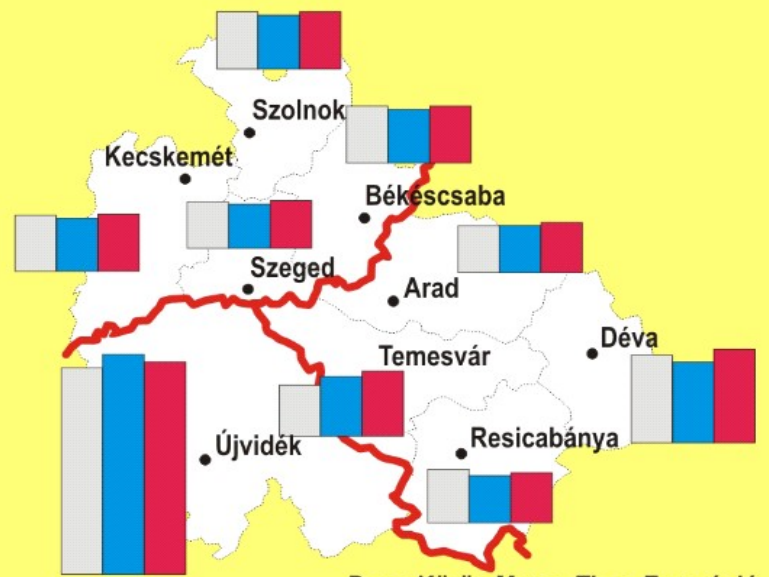 Szolnok
Kecskemét
Békéscsaba
Szeged
Arad
Déva
Temesvár
Resicabánya
Újvidék